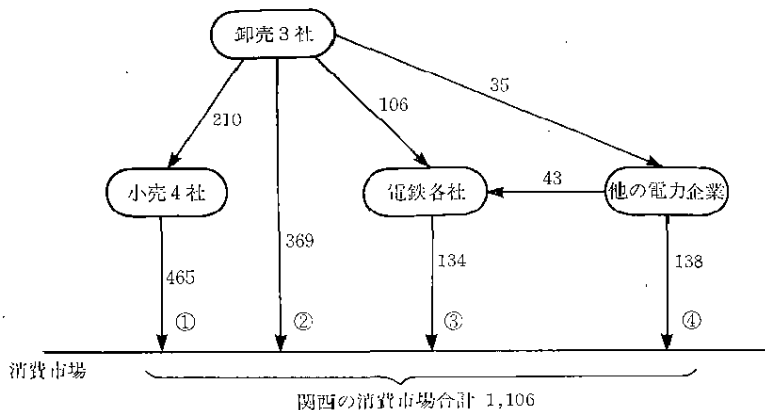 卸売3社
35
106
210
43
小売4社
電鉄各社
他の電力企業
369
134
138
465
① ② ③ ④
消費市場
関西の消費市場合計 1,106